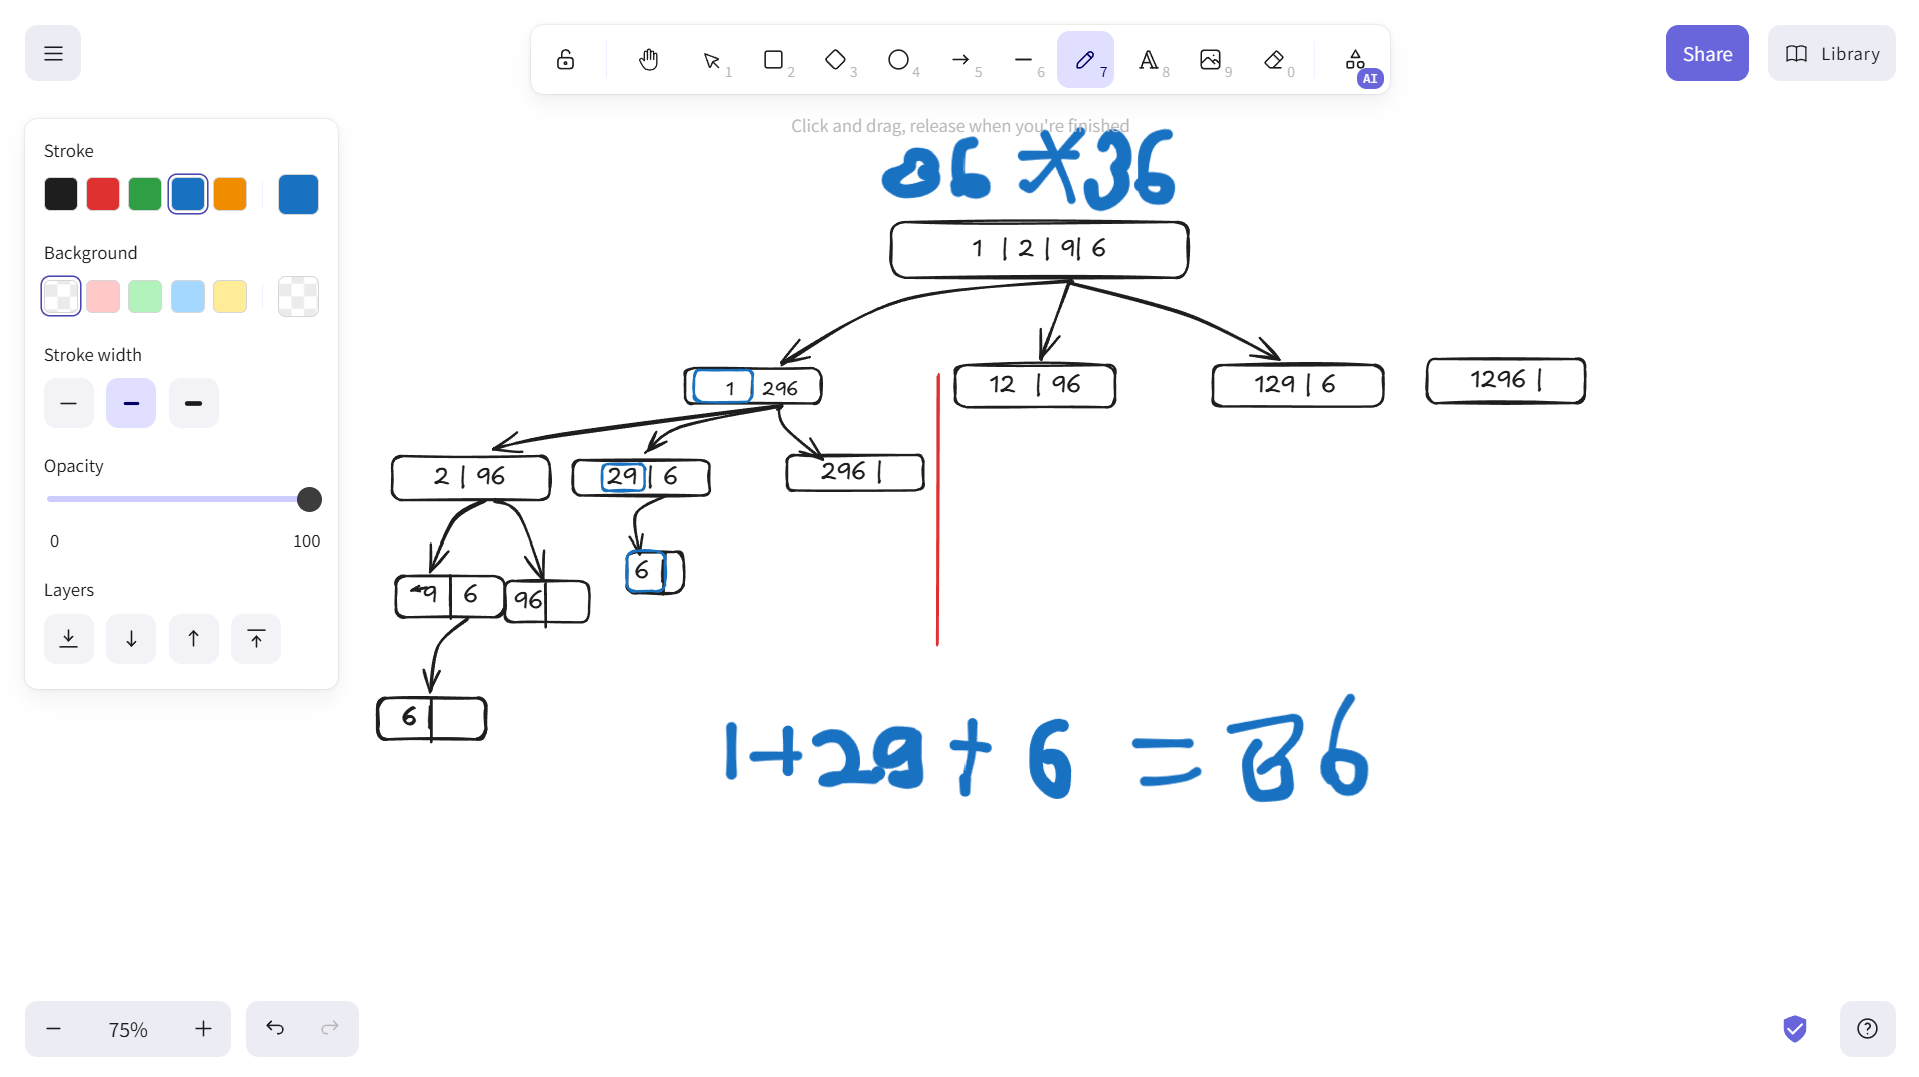 Share
Library
1
2
3
4
5
6
7
8
9
0
AI
Click and drag, release when you're finished
Stroke
Background
Stroke width
Opacity
0
100
Layers
36 * 36
1 | 2 | 9 | 6
1 296
12 | 96
129 | 6
1296 |
2 | 96
29 | 6
296 |
9 | 6
96 |
6 |
6 |
1+29+6 = 36
75%